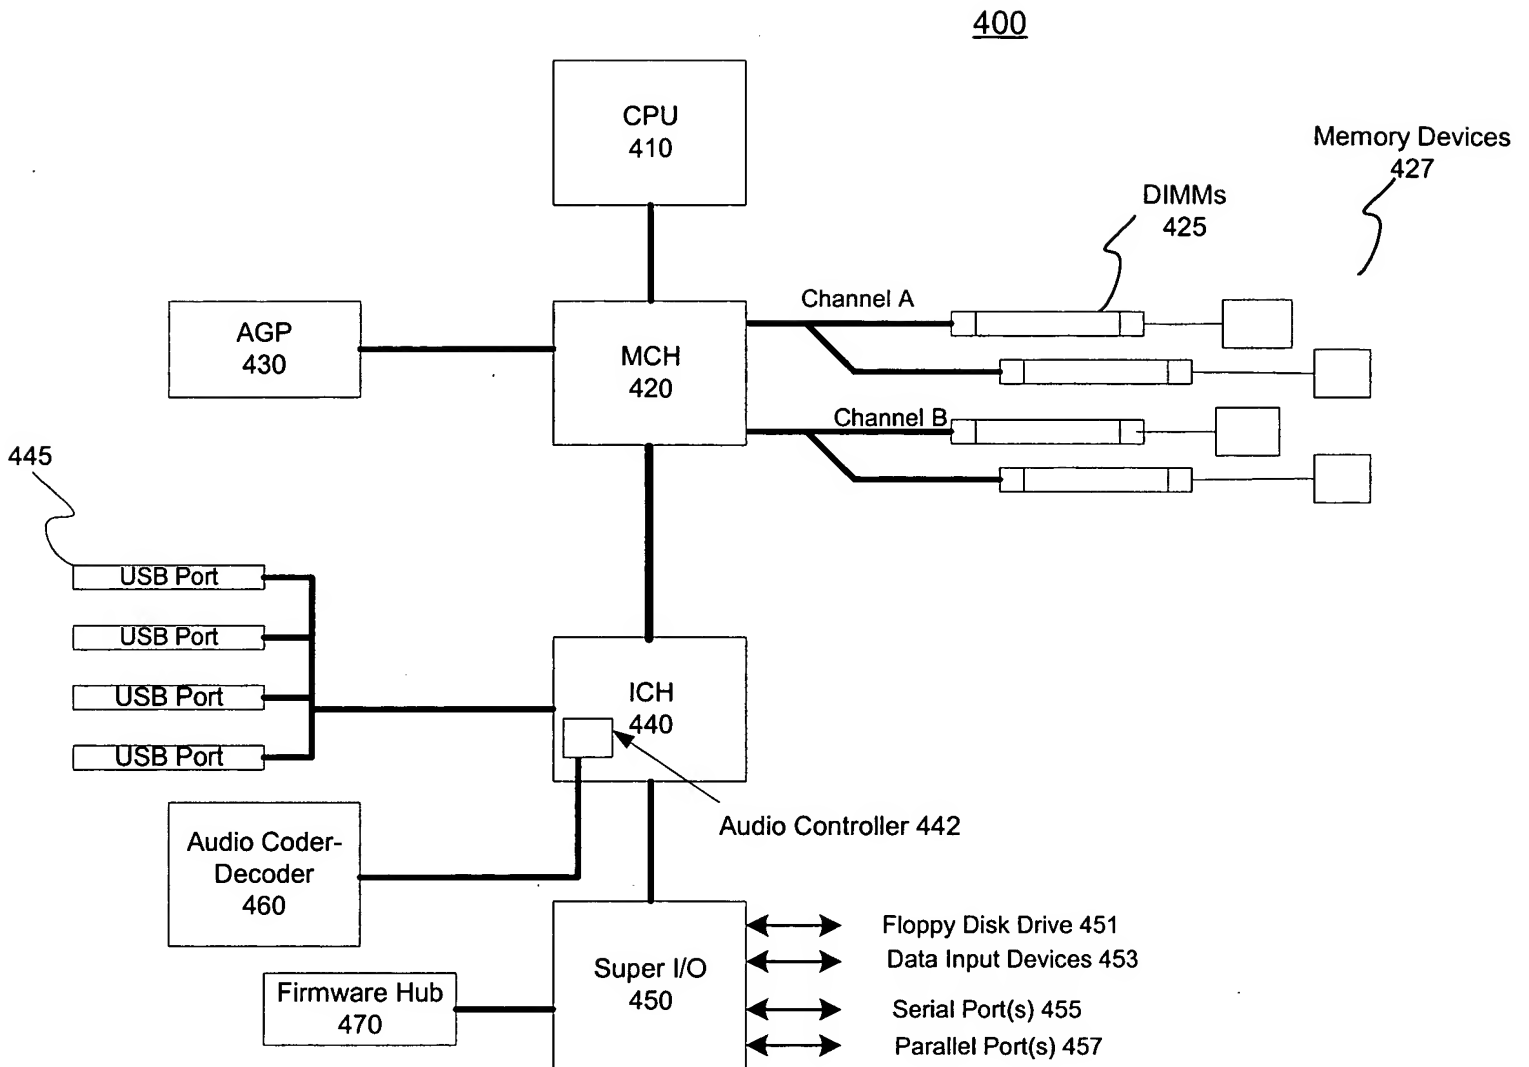 400
CPU
410
Memory Devices
427
DIMMs
425
Channel A
AGP
430
MCH
420
Channel B
445
USB Port
USB Port
USB Port
USB Port
ICH
440
Audio Controller 442
Audio Coder-
Decoder
460
Super I/O
450
Firmware Hub
470
Floppy Disk Drive 451
Data Input Devices 453
Serial Port(s) 455
Parallel Port(s) 457